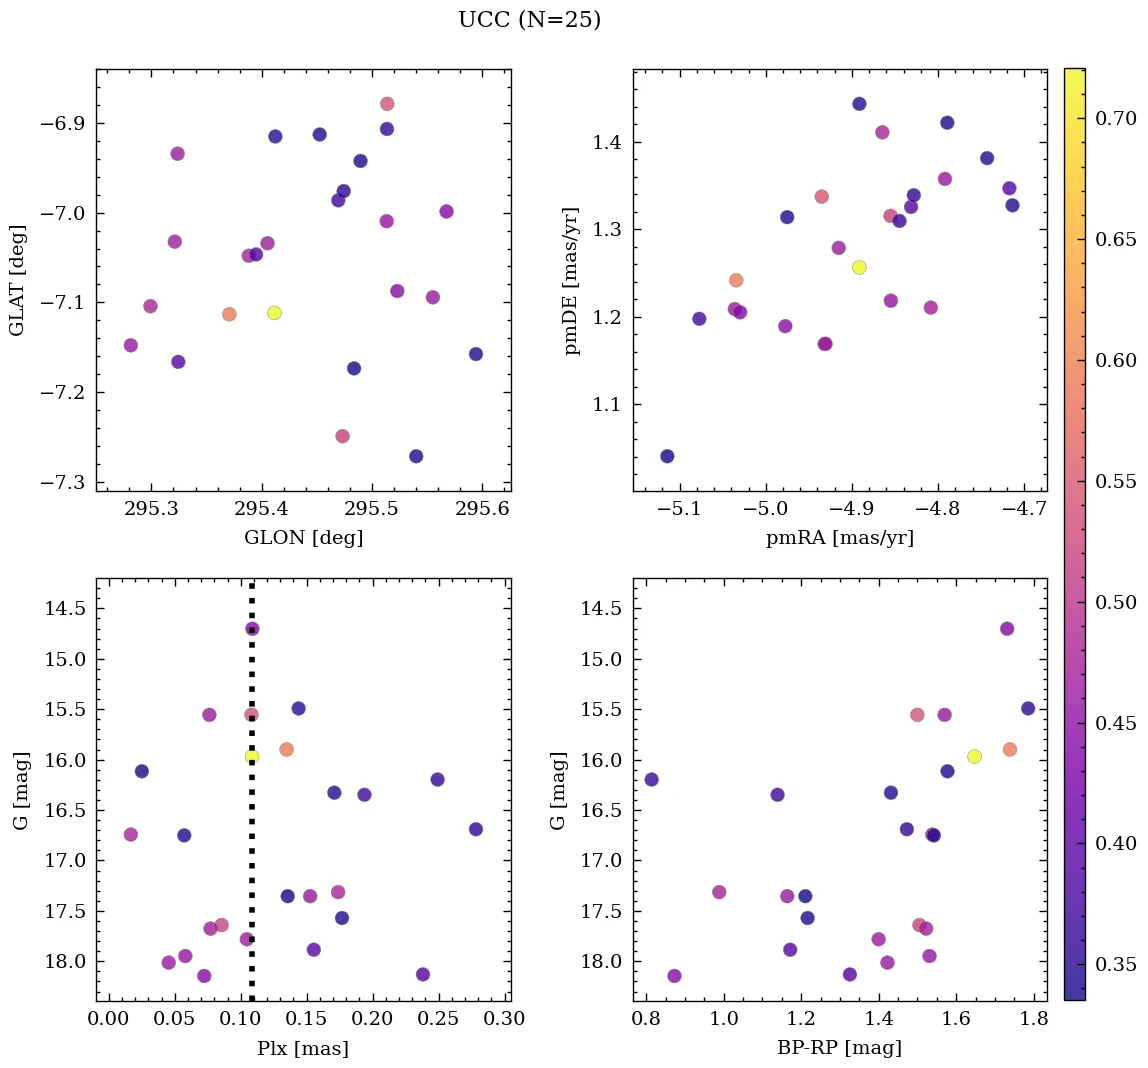 UCC (N=25)
−6.9
−7.0
−7.1
−7.2
−7.3
GLAT [deg]
295.3 295.4 295.5 295.6
GLON [deg]
1.4
1.3
1.2
1.1
pmDE [mas/yr]
−5.1 −5.0 −4.9 −4.8 −4.7
pmRA [mas/yr]
14.5
15.0
15.5
16.0
16.5
17.0
17.5
18.0
G [mag]
0.00 0.05 0.10 0.15 0.20 0.25 0.30
Plx [mas]
14.5
15.0
15.5
16.0
16.5
17.0
17.5
18.0
G [mag]
0.8 1.0 1.2 1.4 1.6 1.8
BP-RP [mag]
0.70
0.65
0.60
0.55
0.50
0.45
0.40
0.35